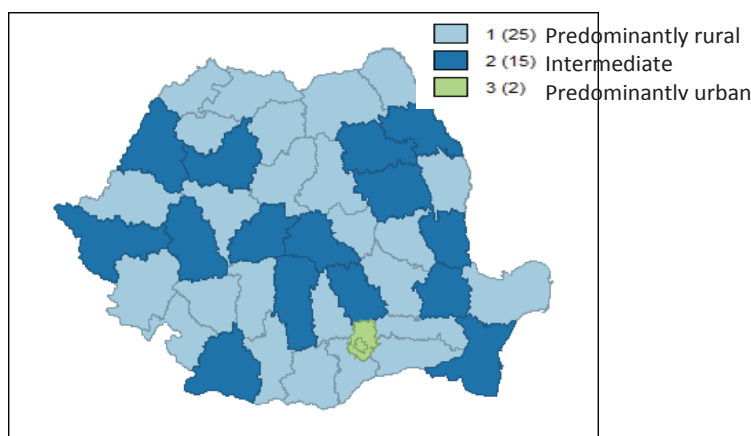 1 (25) Predominantly rural
2 (15) Intermediate
3 (2) Predominantly urban